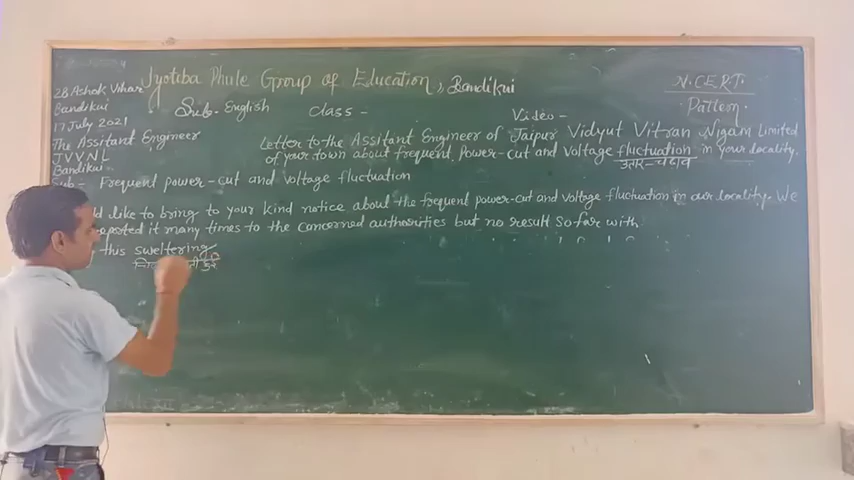 Jyoteba Phule Group of Education, Bandikui
N.C.E.R.T.
Pattern
Sub. English Class - Video -
28 Ashok Vihar
Bandikui
17 July 2021
The Assitant Engineer
J V V N L
Bandikui
Letter to the Assitant Engineer of Jaipur Vidyut Vitran Nigam Limited
of your town about frequent Power-cut and voltage fluctuation in your locality.
उतार-चढाव
Sub:- Frequent power-cut and voltage fluctuation
like to bring to your kind notice about the frequent power-cut and voltage fluctuation in our locality. We
it many times to the concerned authorities but no result so far with
this sweltering